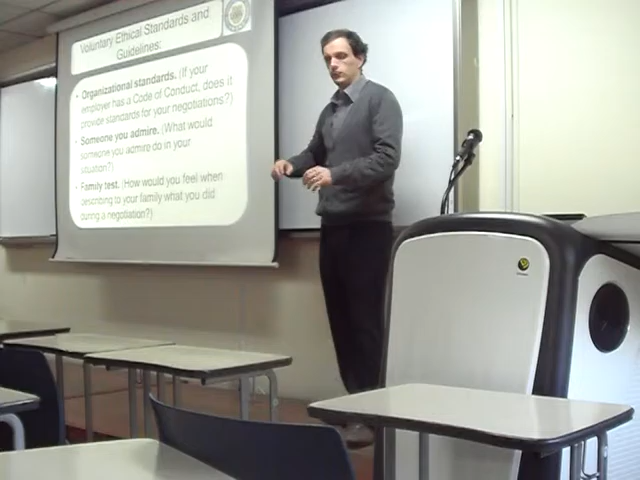 Voluntary Ethical Standards and
Guidelines:
• Organizational standards. (If your
employer has a Code of Conduct, does it
provide standards for your negotiations?)
• Someone you admire. (What would
someone you admire do in your
situation?)
• Family test. (How would you feel when
describing to your family what you did
during a negotiation?)